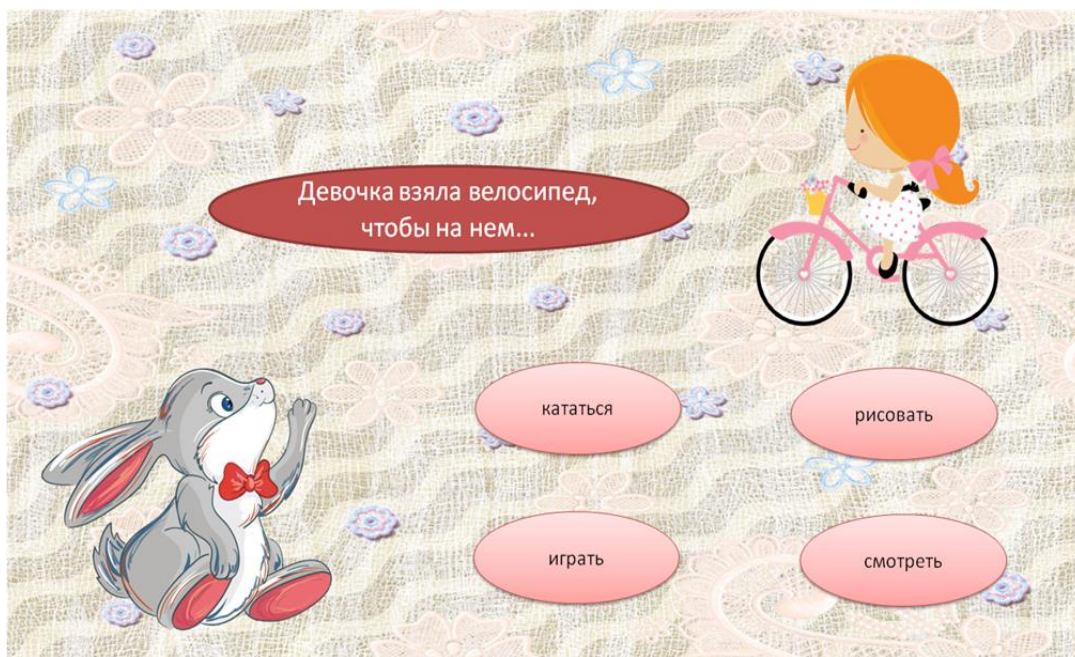 Девочка взяла велосипед,
чтобы на нем...
кататься
рисовать
играть
смотреть